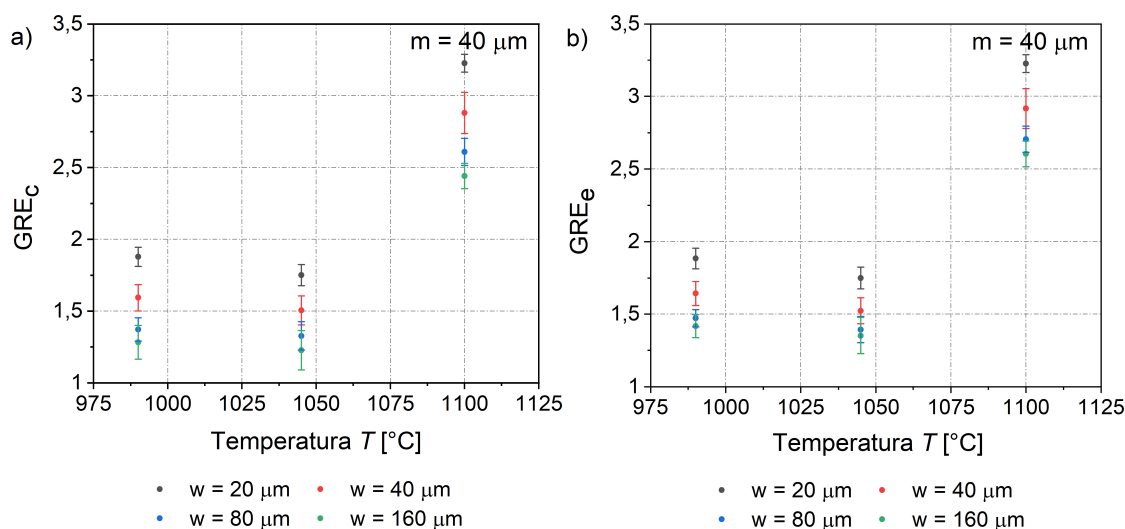 a)
m = 40 μm
GREc
3,5
3
2,5
2
1,5
1
975 1000 1025 1050 1075 1100 1125
Temperatura T [°C]
w = 20 μm w = 40 μm
w = 80 μm w = 160 μm
b)
m = 40 μm
GREe
3,5
3
2,5
2
1,5
1
975 1000 1025 1050 1075 1100 1125
Temperatura T [°C]
w = 20 μm w = 40 μm
w = 80 μm w = 160 μm